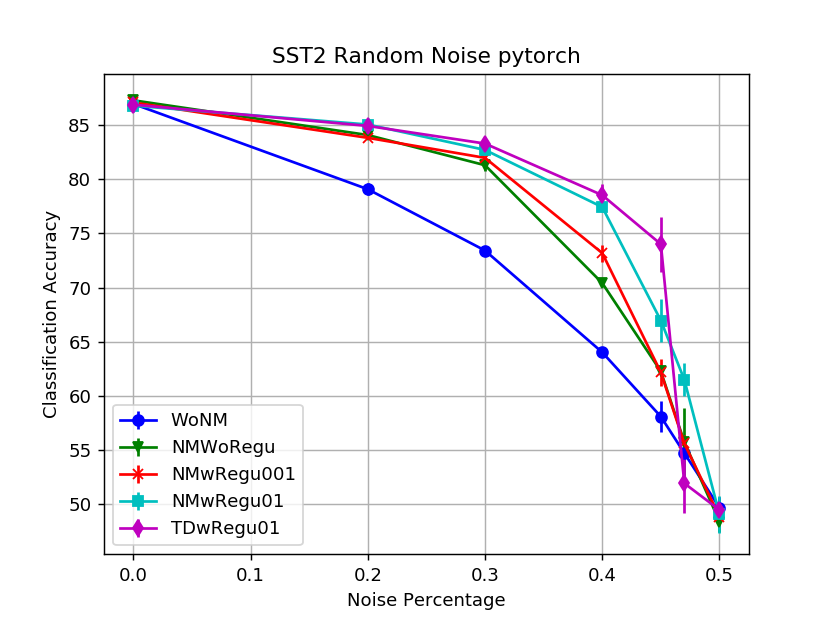 SST2 Random Noise pytorch
Classification Accuracy
85
80
75
70
65
60
55
50
WoNM
NMWoRegu
NMwRegu001
NMwRegu01
TDwRegu01
0.0 0.1 0.2 0.3 0.4 0.5
Noise Percentage